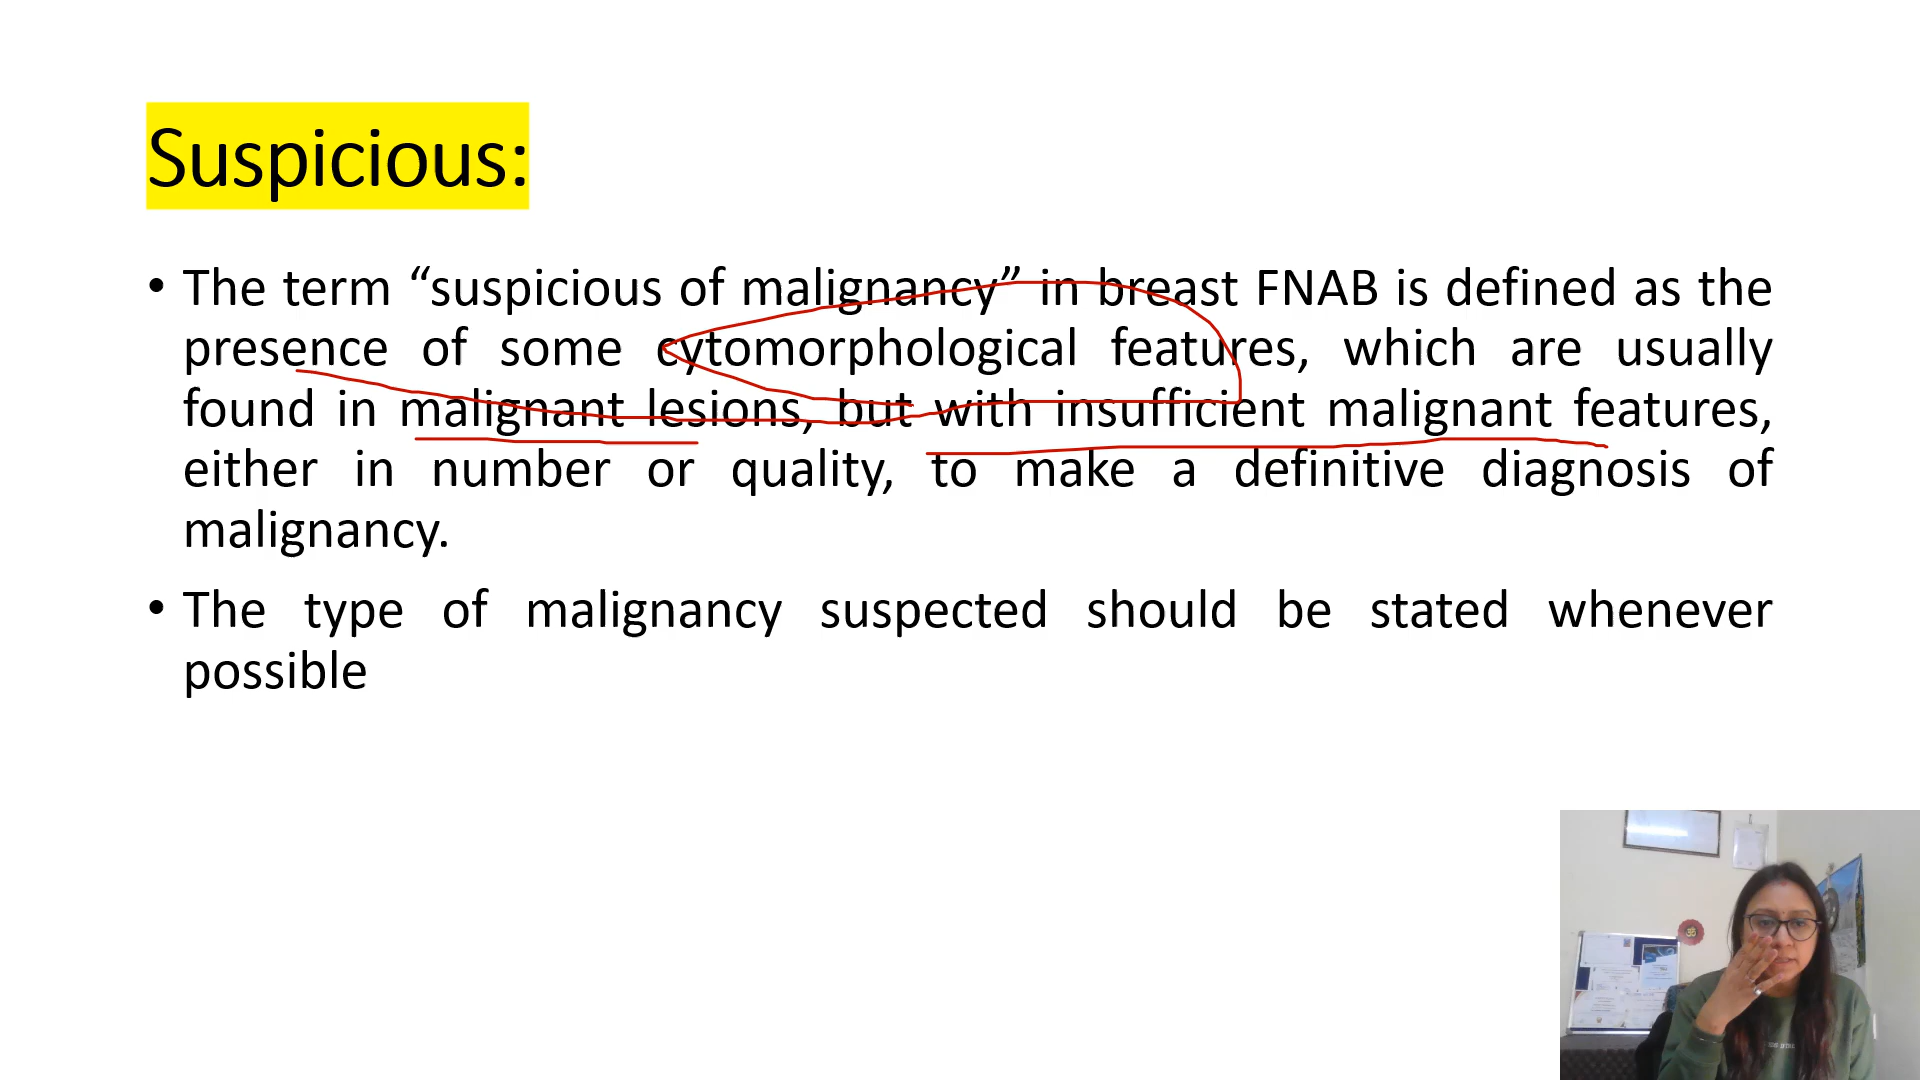 Suspicious:
• The term “suspicious of malignancy” in breast FNAB is defined as the
presence of some cytomorphological features, which are usually
found in malignant lesions, but with insufficient malignant features,
either in number or quality, to make a definitive diagnosis of
malignancy.
• The type of malignancy suspected should be stated whenever
possible